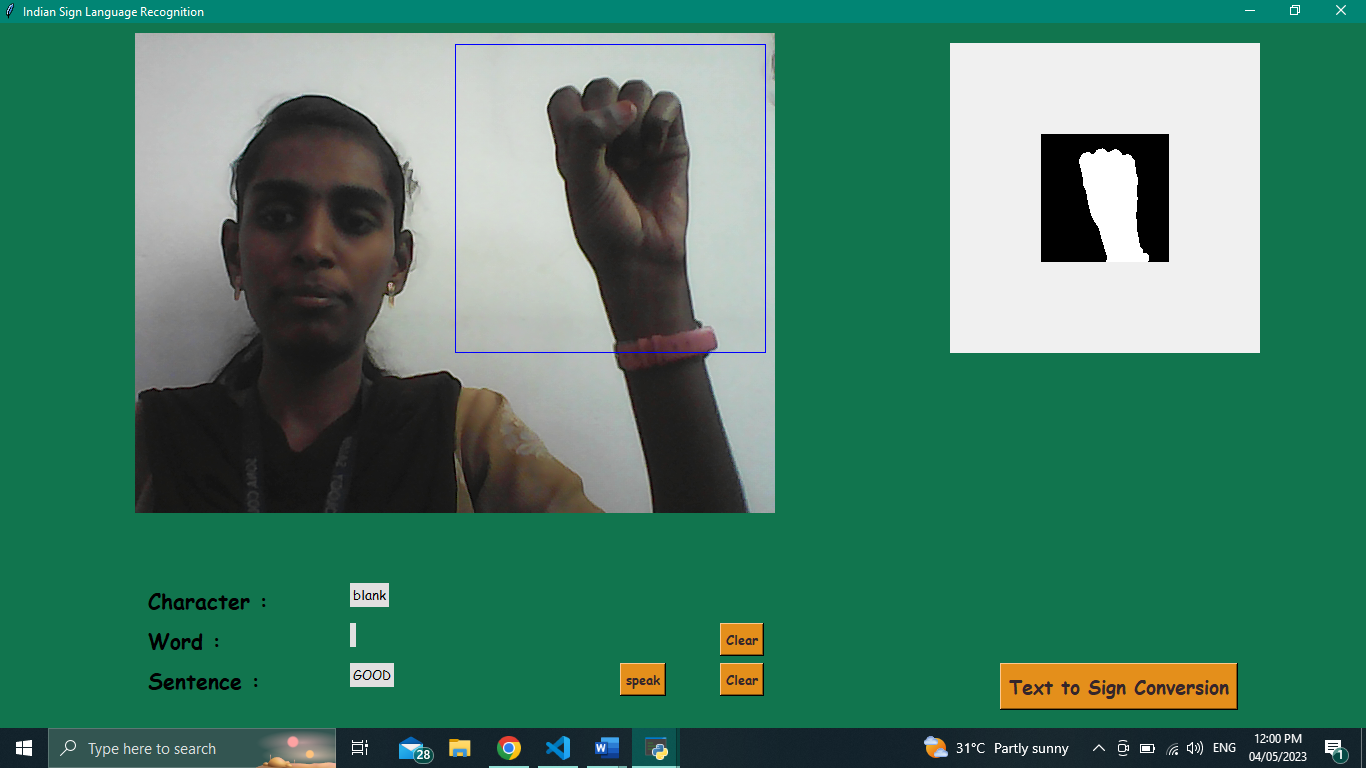 Indian Sign Language Recognition
Character : blank
Word : Clear
Sentence : GOOD speak Clear
Text to Sign Conversion
Type here to search 28 31°C Partly sunny ENG 12:00 PM 1
04/05/2023